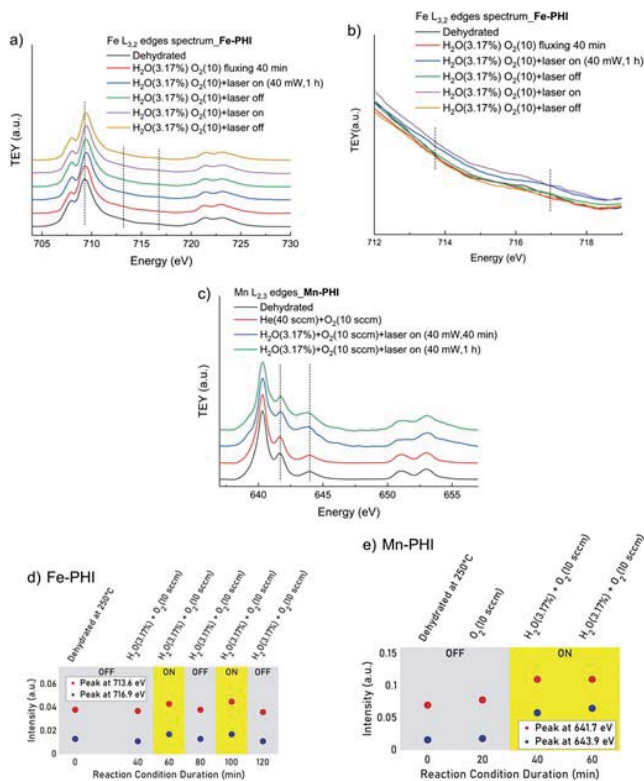 a)
Fe L3,2 edges spectrum_Fe-PHI
Dehydrated
H2O(3.17%) O2(10) fluxing 40 min
H2O(3.17%) O2(10)+laser on (40 mW,1 h)
H2O(3.17%) O2(10)+laser off
H2O(3.17%) O2(10)+laser on
H2O(3.17%) O2(10)+laser off
TEY (a.u.)
705 710 715 720 725 730
Energy (eV)
b)
Fe L3,2 edges spectrum_Fe-PHI
Dehydrated
H2O(3.17%) O2(10) fluxing 40 min
H2O(3.17%) O2(10)+laser on (40 mW,1 h)
H2O(3.17%) O2(10)+laser off
H2O(3.17%) O2(10)+laser on
H2O(3.17%) O2(10)+laser off
TEY(a.u.)
712 714 716 718
Energy (eV)
c)
Mn L2,3 edges_Mn-PHI
Dehydrated
He(40 sccm)+O2(10 sccm)
H2O(3.17%)+O2(10 sccm)+laser on (40 mW,40 min)
H2O(3.17%)+O2(10 sccm)+laser on (40 mW,1 h)
TEY (a.u.)
640 645 650 655
Energy (eV)
d) Fe-PHI
Dehydrated at 250°C
H2O(3.17%) + O2(10 sccm)
H2O(3.17%) + O2(10 sccm)
H2O(3.17%) + O2(10 sccm)
H2O(3.17%) + O2(10 sccm)
H2O(3.17%) + O2(10 sccm)
OFF ON OFF ON OFF
Peak at 713.6 eV
Peak at 716.9 eV
Intensity (a.u.)
0.06
0.04
0.02
0
0 40 60 80 100 120
Reaction Condition Duration (min)
e) Mn-PHI
Dehydrated at 250°C
O2(10 sccm)
H2O(3.17%) + O2(10 sccm)
H2O(3.17%) + O2(10 sccm)
OFF ON
Intensity (a.u.)
0.15
0.1
0.05
0
Peak at 641.7 eV
Peak at 643.9 eV
0 20 40 60
Reaction Condition Duration (min)